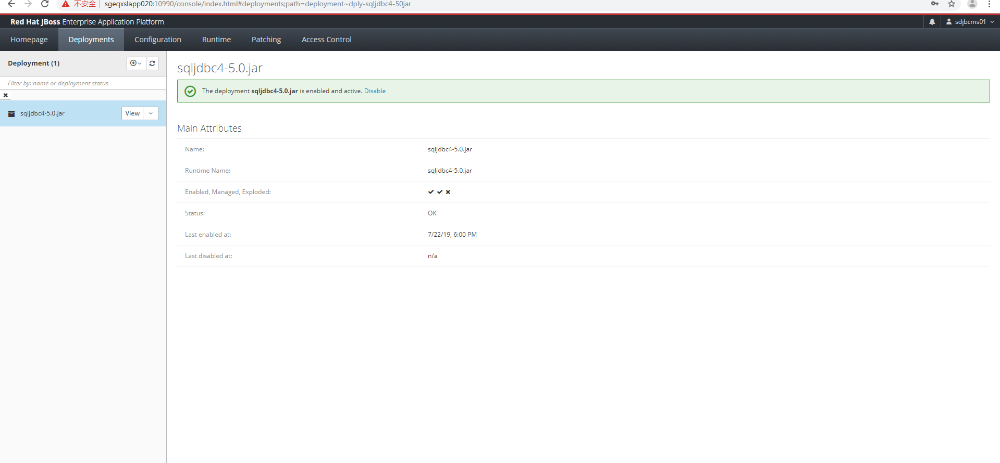 不安全 sgeqxslapp020:10990/console/index.html#deployments;path=deployment~dply-sqljdbc4-50jar
Red Hat JBoss Enterprise Application Platform
sdjbcms01
Homepage Deployments Configuration Runtime Patching Access Control
Deployment (1)
Filter by: name or deployment status
sqljdbc4-5.0.jar View
sqljdbc4-5.0.jar
The deployment sqljdbc4-5.0.jar is enabled and active. Disable
Main Attributes
Name: sqljdbc4-5.0.jar
Runtime Name: sqljdbc4-5.0.jar
Enabled, Managed, Exploded:
Status: OK
Last enabled at: 7/22/19, 6:00 PM
Last disabled at: n/a